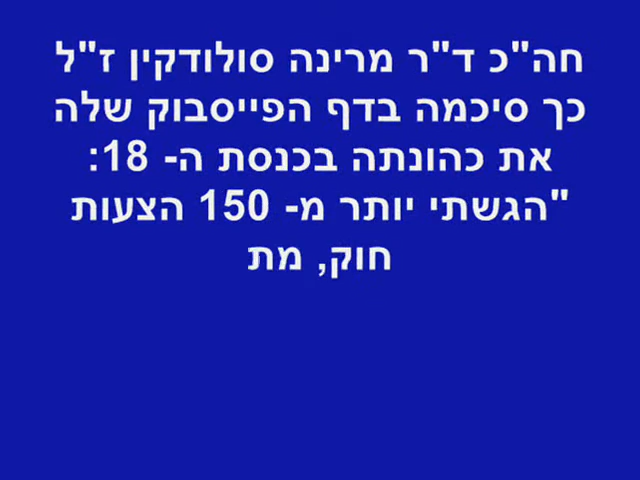 חה"כ ד"ר מרינה סולודקין ז"ל
כך סיכמה בדף הפייסבוק שלה
את כהונתה בכנסת ה- 18:
"הגשתי יותר מ- 150 הצעות
חוק, מת